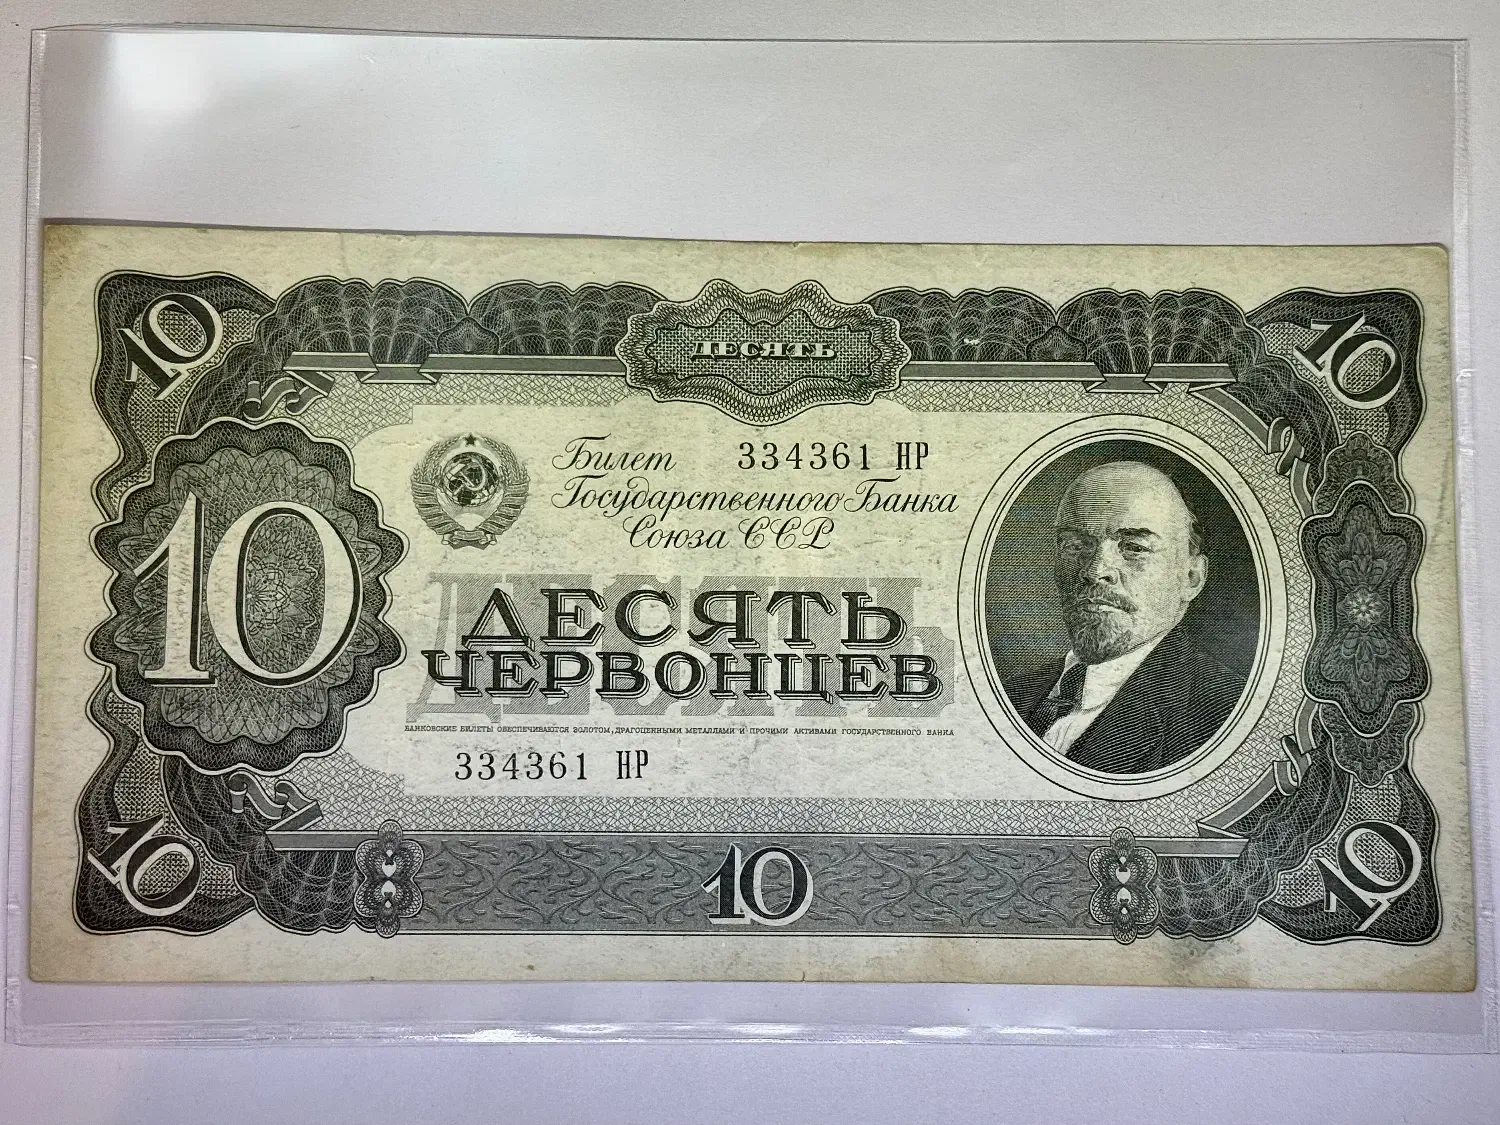 10
ДЕСЯТЬ
10
Билет 334361 НР
Государственного Банка
Союза ССР
10
ДЕСЯТЬ
ДЕСЯТЬ
ЧЕРВОНЦЕВ
БАНКОВСКИЕ БИЛЕТЫ ОБЕСПЕЧИВАЮТСЯ ЗОЛОТОМ, ДРАГОЦЕННЫМИ МЕТАЛЛАМИ И ПРОЧИМИ АКТИВАМИ ГОСУДАРСТВЕННОГО БАНКА
334361 НР
10
10
10